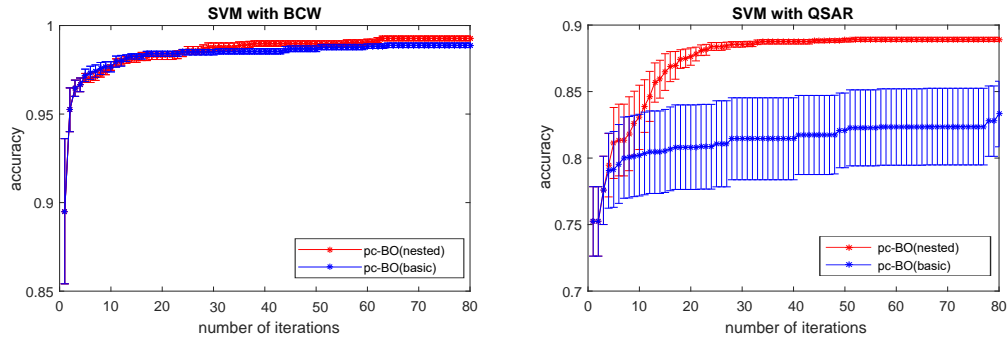 SVM with BCW
1
0.95
0.9
0.85
accuracy
0 10 20 30 40 50 60 70 80
number of iterations
pc-BO(nested)
pc-BO(basic)
SVM with QSAR
0.9
0.85
0.8
0.75
0.7
accuracy
0 10 20 30 40 50 60 70 80
number of iterations
pc-BO(nested)
pc-BO(basic)